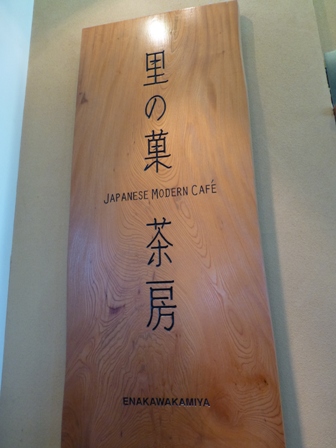 里の菓
JAPANESE MODERN CAFÉ
茶房
ENAKAWAKAMIYA